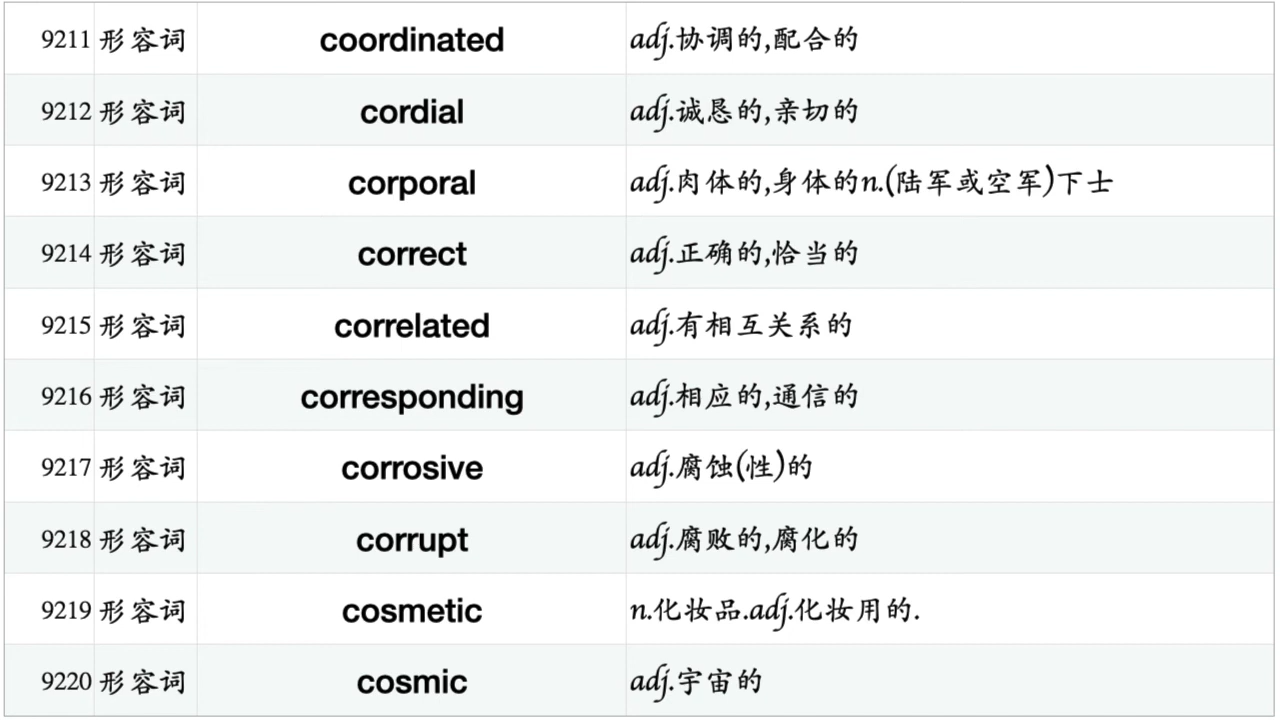 9211 形容词 coordinated adj.协调的,配合的
9212 形容词 cordial adj.诚恳的,亲切的
9213 形容词 corporal adj.肉体的,身体的n.(陆军或空军)下士
9214 形容词 correct adj.正确的,恰当的
9215 形容词 correlated adj.有相互关系的
9216 形容词 corresponding adj.相应的,通信的
9217 形容词 corrosive adj.腐蚀(性)的
9218 形容词 corrupt adj.腐败的,腐化的
9219 形容词 cosmetic n.化妆品.adj.化妆用的.
9220 形容词 cosmic adj.宇宙的